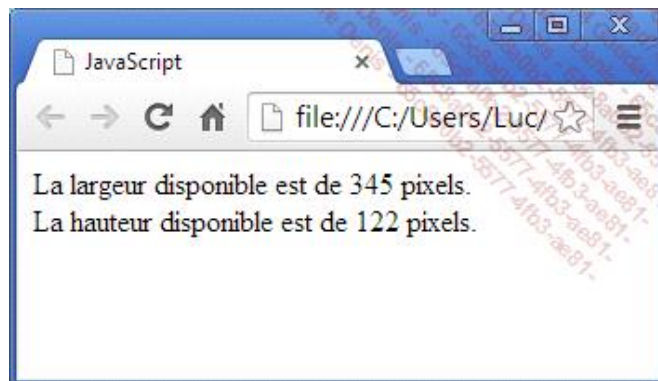 JavaScript
file:///C:/Users/Luc/
La largeur disponible est de 345 pixels.
La hauteur disponible est de 122 pixels.